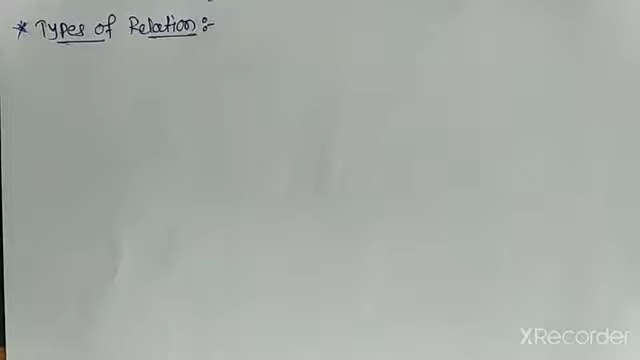 * Types of Relation :-
XRecorder